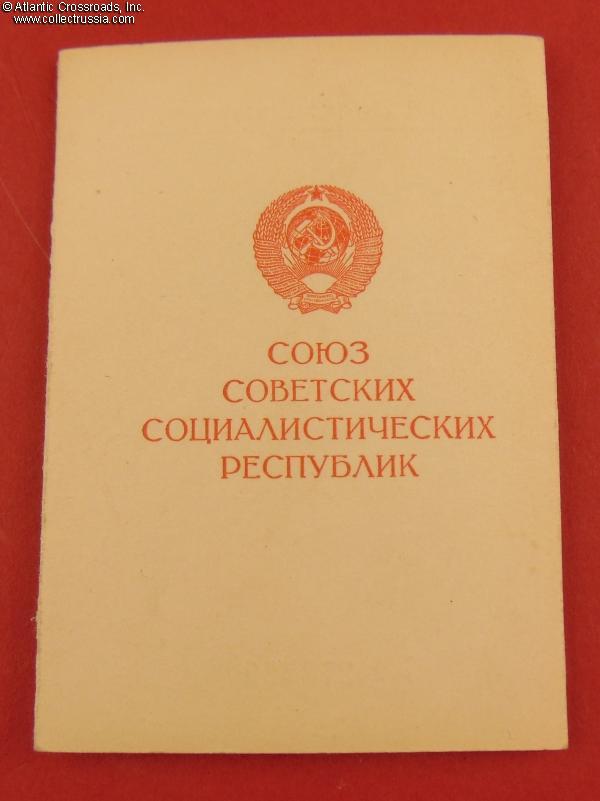 © Atlantic Crossroads, Inc.
www.collectrussia.com
СОЮЗ
СОВЕТСКИХ
СОЦИАЛИСТИЧЕСКИХ
РЕСПУБЛИК